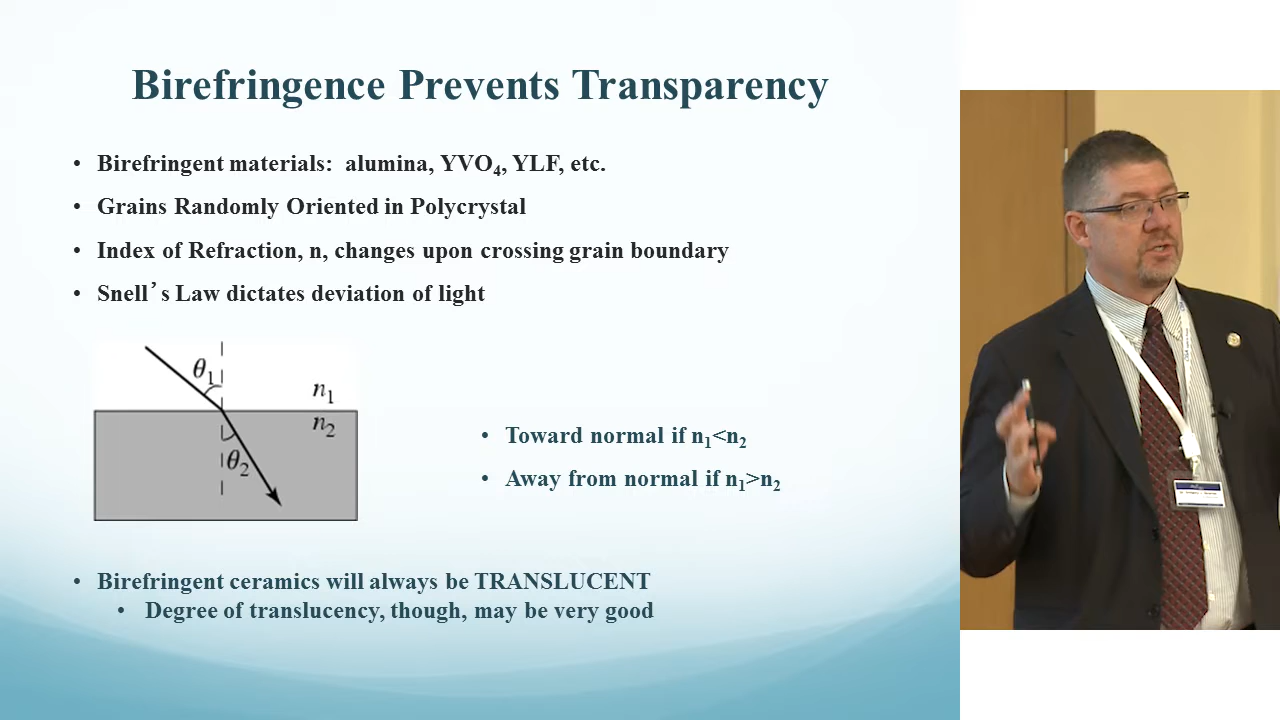 Birefringence Prevents Transparency
• Birefringent materials: alumina, YVO₄, YLF, etc.
• Grains Randomly Oriented in Polycrystal
• Index of Refraction, n, changes upon crossing grain boundary
• Snell’s Law dictates deviation of light
θ₁
n₁
n₂
θ₂
• Toward normal if n₁<n₂
• Away from normal if n₁>n₂
• Birefringent ceramics will always be TRANSLUCENT
• Degree of translucency, though, may be very good